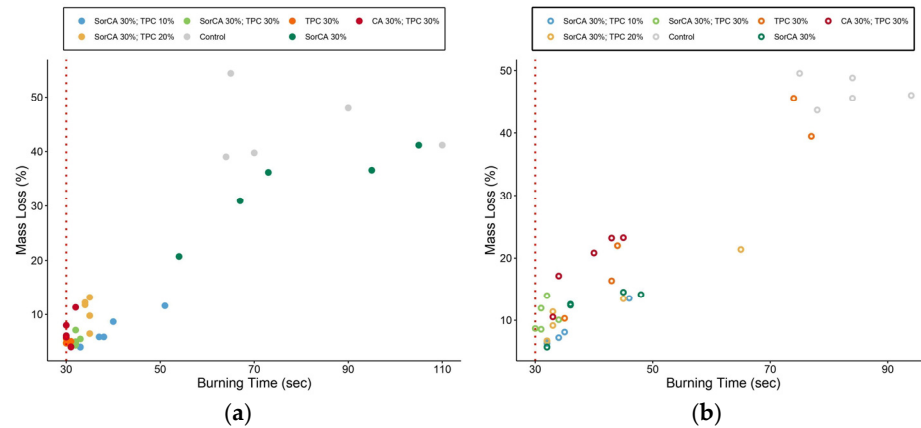 SorCA 30%; TPC 10% SorCA 30%; TPC 30% TPC 30% CA 30%; TPC 30%
SorCA 30%; TPC 20% Control SorCA 30%
Mass Loss (%)
50
40
30
20
10
30 50 70 90 110
Burning Time (sec)
(a)
SorCA 30%; TPC 10% SorCA 30%; TPC 30% TPC 30% CA 30%; TPC 30%
SorCA 30%; TPC 20% Control SorCA 30%
Mass Loss (%)
50
40
30
20
10
30 50 70 90
Burning Time (sec)
(b)